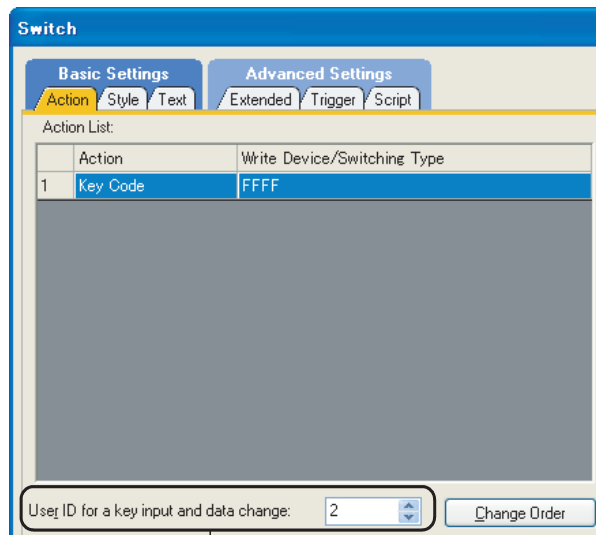 Switch
Basic Settings
Advanced Settings
Action Style Text Extended Trigger Script
Action List:
Action Write Device/Switching Type
1 Key Code FFFF
User ID for a key input and data change: 2 Change Order